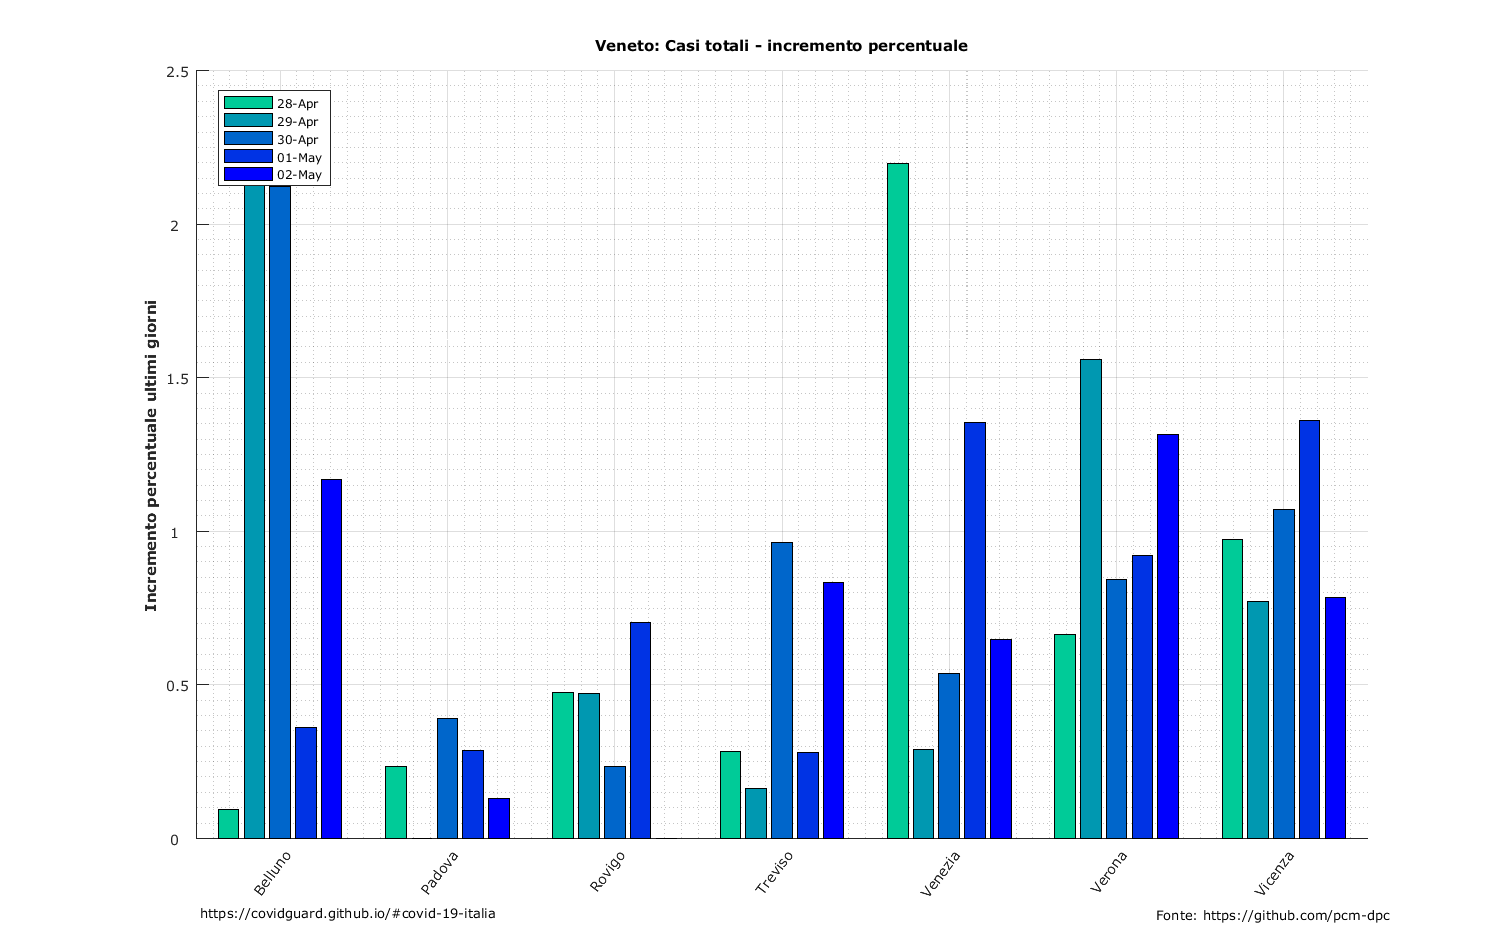 Veneto: Casi totali - incremento percentuale
2.5
2
1.5
1
0.5
0
Incremento percentuale ultimi giorni
28-Apr
29-Apr
30-Apr
01-May
02-May
Belluno
Padova
Rovigo
Treviso
Venezia
Verona
Vicenza
https://covidguard.github.io/#covid-19-italia
Fonte: https://github.com/pcm-dpc